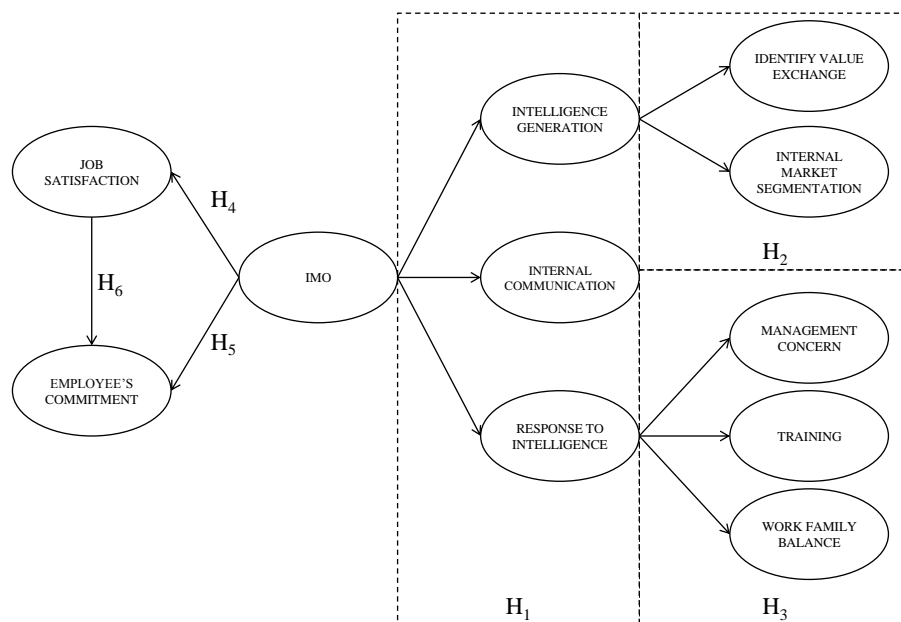 IDENTIFY VALUE
EXCHANGE
INTELLIGENCE
GENERATION
JOB
SATISFACTION
INTERNAL
MARKET
SEGMENTATION
H4
H2
IMO
INTERNAL
COMMUNICATION
H6
H5
MANAGEMENT
CONCERN
EMPLOYEE'S
COMMITMENT
RESPONSE TO
INTELLIGENCE
TRAINING
WORK FAMILY
BALANCE
H1
H3